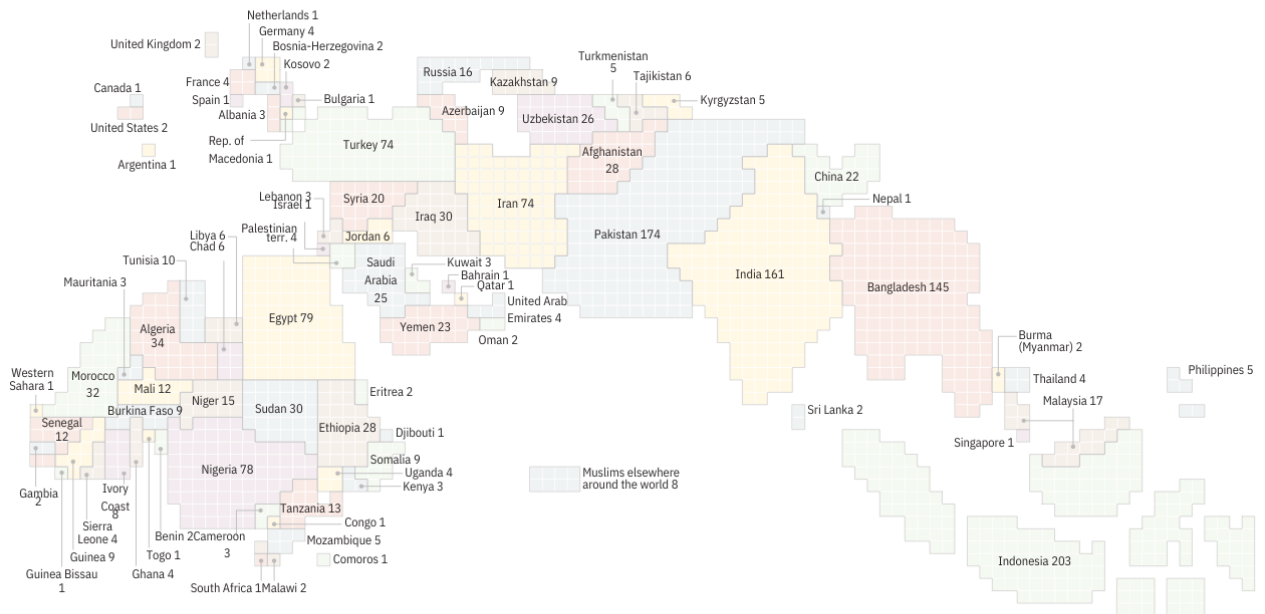 Netherlands 1
Germany 4
Bosnia-Herzegovina 2
Kosovo 2
United Kingdom 2
France 4
Spain 1
Bulgaria 1
Albania 3
Rep. of
Macedonia 1
Canada 1
United States 2
Argentina 1
Russia 16
Kazakhstan 9
Turkmenistan
5
Tajikistan 6
Kyrgyzstan 5
Azerbaijan 9
Uzbekistan 26
Turkey 74
Afghanistan
28
China 22
Nepal 1
Lebanon 3
Israel 1
Syria 20
Iraq 30
Iran 74
Pakistan 174
India 161
Bangladesh 145
Palestinian
terr. 4
Jordan 6
Saudi
Arabia
25
Kuwait 3
Bahrain 1
Qatar 1
United Arab
Emirates 4
Oman 2
Yemen 23
Libya 6
Chad 6
Tunisia 10
Mauritania 3
Algeria
34
Egypt 79
Morocco
32
Western
Sahara 1
Mali 12
Niger 15
Burkina Faso 9
Sudan 30
Eritrea 2
Senegal
12
Ethiopia 28
Djibouti 1
Somalia 9
Nigeria 78
Uganda 4
Kenya 3
Gambia
2
Ivory
Coast
8
Tanzania 13
Sierra
Leone 4
Congo 1
Benin 2
Cameroon
3
Mozambique 5
Guinea 9
Togo 1
Comoros 1
Guinea Bissau
1
Ghana 4
South Africa 1
Malawi 2
Muslims elsewhere
around the world 8
Burma
(Myanmar) 2
Thailand 4
Philippines 5
Malaysia 17
Sri Lanka 2
Singapore 1
Indonesia 203